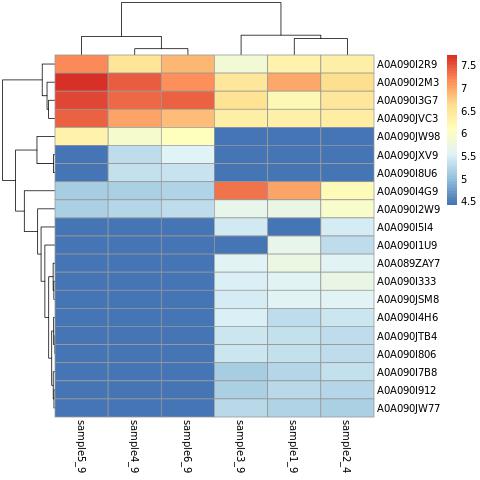 A0A090I2R9
A0A090I2M3
A0A090I3G7
A0A090JVC3
A0A090JW98
A0A090JXV9
A0A090I8U6
A0A090I4G9
A0A090I2W9
A0A090I5I4
A0A090I1U9
A0A089ZAY7
A0A090I333
A0A090JSM8
A0A090I4H6
A0A090JTB4
A0A090I806
A0A090I7B8
A0A090I912
A0A090JW77
7.5
7
6.5
6
5.5
5
4.5
sample5_9
sample4_9
sample6_9
sample3_9
sample1_9
sample2_4